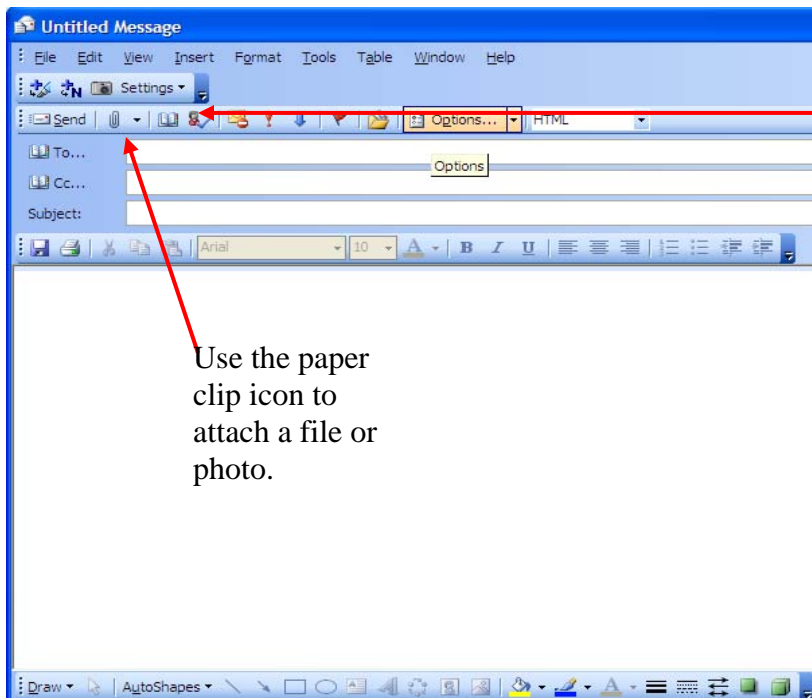 Untitled Message
File Edit View Insert Format Tools Table Window Help
Settings
Send Options... HTML
To...
Options
Cc...
Subject:
Arial 10 A B I U
Use the paper
clip icon to
attach a file or
photo.
Draw AutoShapes A